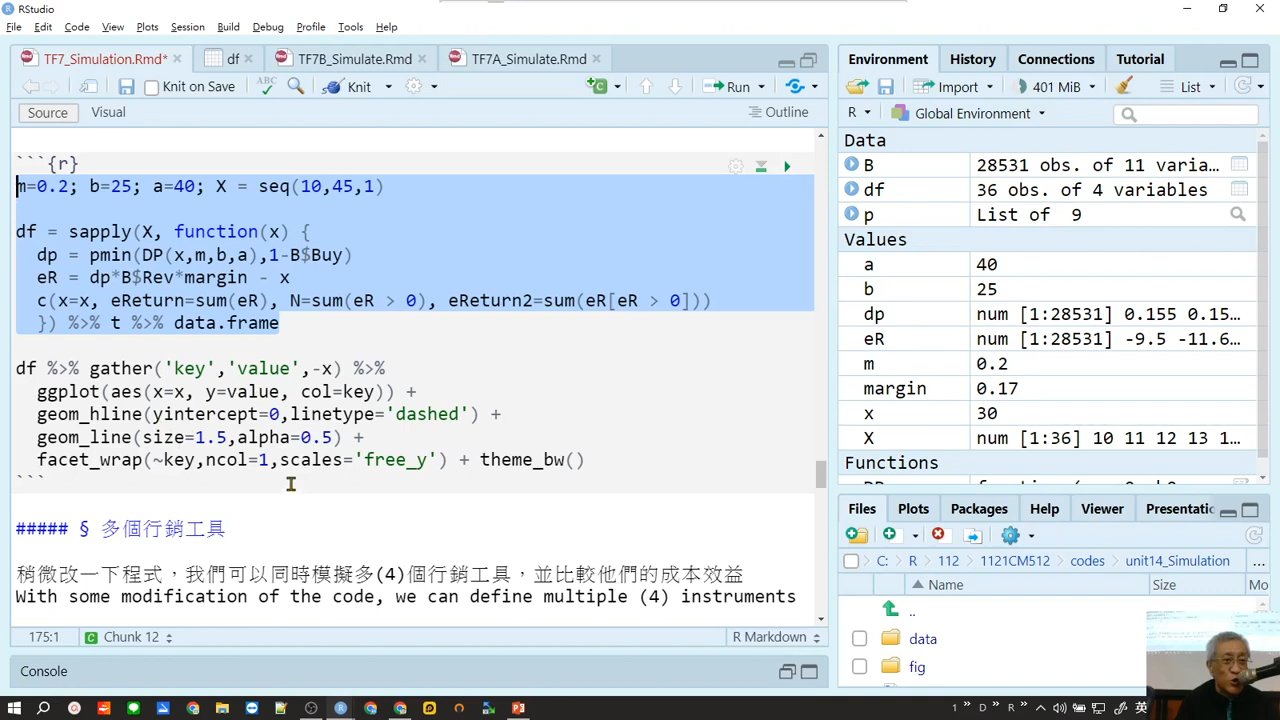 RStudio
File Edit Code View Plots Session Build Debug Profile Tools Help
TF7_Simulation.Rmd* df TF7B_Simulate.Rmd TF7A_Simulate.Rmd
Knit on Save ABC Knit Run
Source Visual Outline
```{r}
m=0.2; b=25; a=40; X = seq(10,45,1)
df = sapply(X, function(x) {
dp = pmin(DP(x,m,b,a),1-B$Buy)
eR = dp*B$Rev*margin - x
c(x=x, eReturn=sum(eR), N=sum(eR > 0), eReturn2=sum(eR[eR > 0]))
}) %>% t %>% data.frame
df %>% gather('key','value',-x) %>%
ggplot(aes(x=x, y=value, col=key)) +
geom_hline(yintercept=0,linetype='dashed') +
geom_line(size=1.5,alpha=0.5) +
facet_wrap(~key,ncol=1,scales='free_y') + theme_bw()
```
##### § 多個行銷工具
稍微改一下程式，我們可以同時模擬多(4)個行銷工具，並比較他們的成本效益
With some modification of the code, we can define multiple (4) instruments
175:1 Chunk 12 R Markdown
Console
Environment History Connections Tutorial
Import 401 MiB List
R Global Environment
Data
B 28531 obs. of 11 varia...
df 36 obs. of 4 variables
p List of 9
Values
a 40
b 25
dp num [1:28531] 0.155 0.15...
eR num [1:28531] -9.5 -11.6...
m 0.2
margin 0.17
x 30
X num [1:36] 10 11 12 13 1...
Functions
Files Plots Packages Help Viewer Presentatio
C: R 112 1121CM512 codes unit14_Simulation ...
Name Size Mo
..
data
fig
英